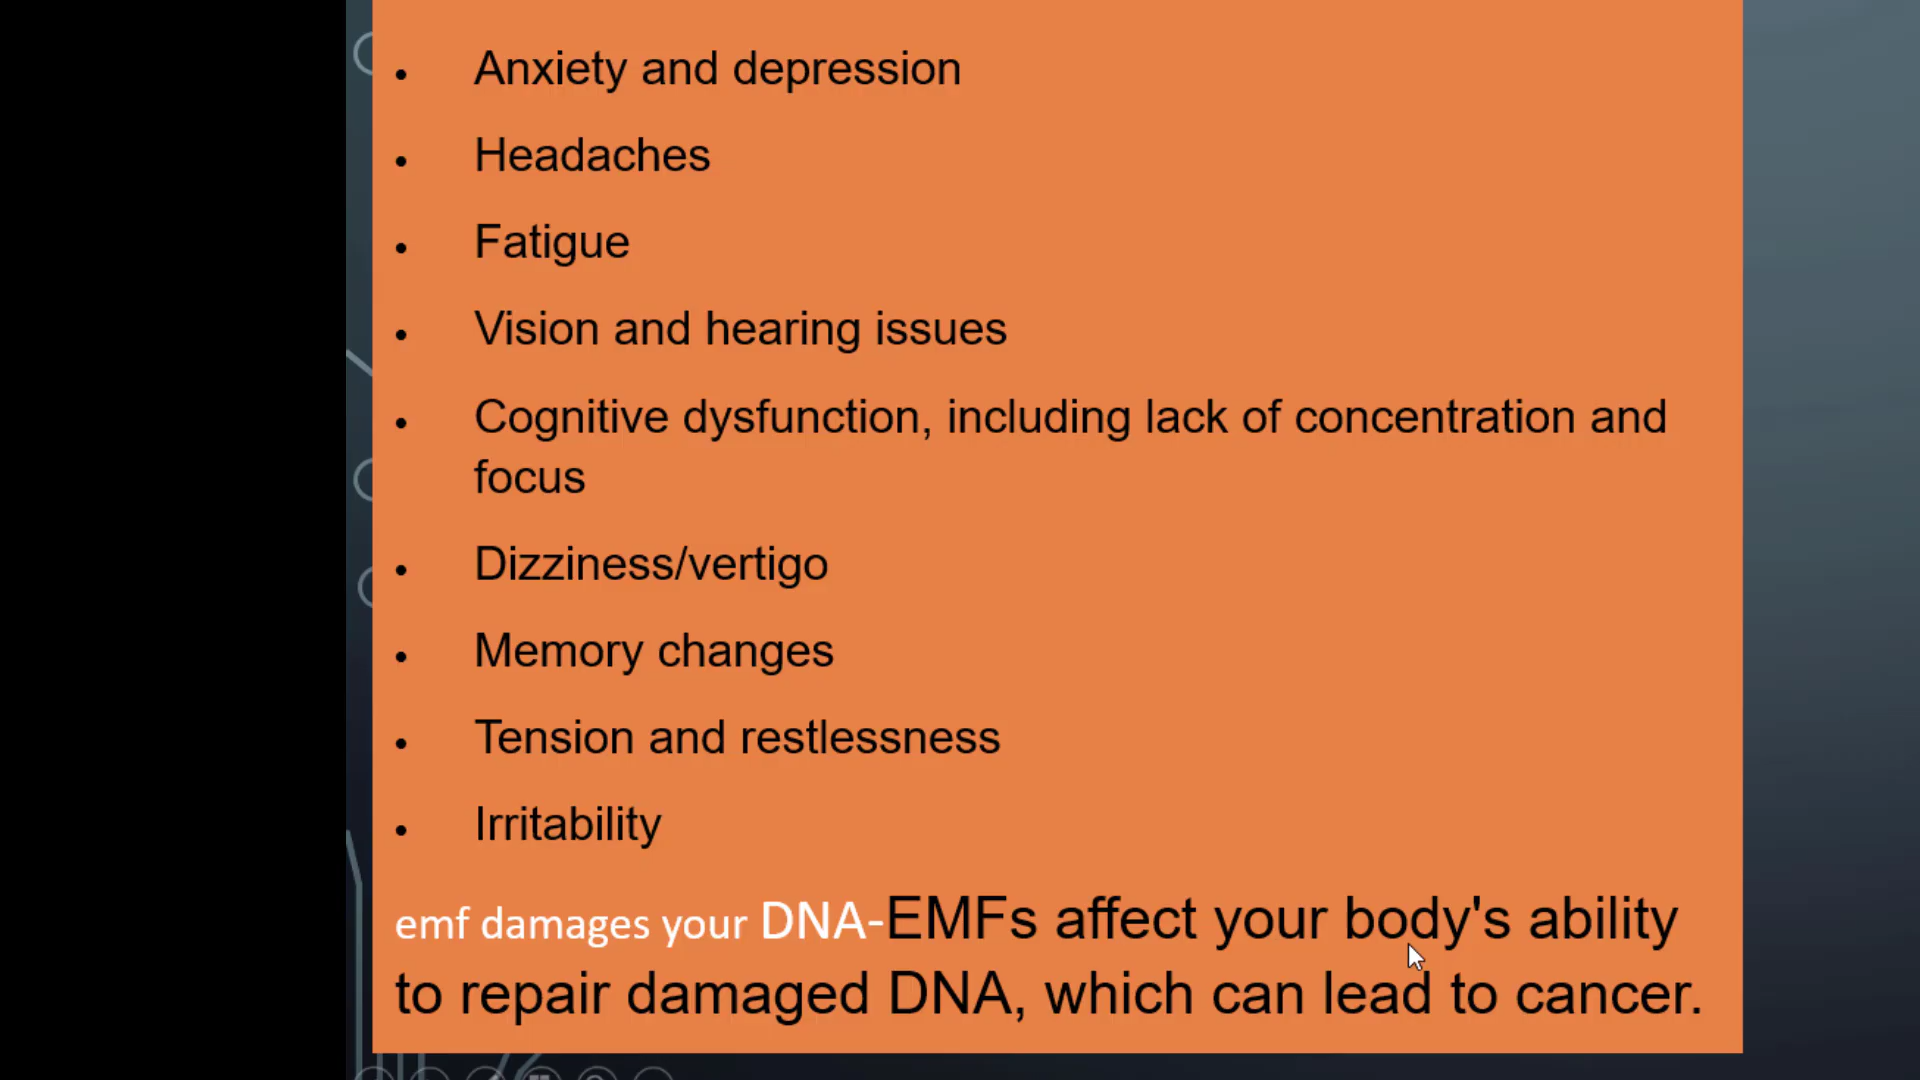 • Anxiety and depression
• Headaches
• Fatigue
• Vision and hearing issues
• Cognitive dysfunction, including lack of concentration and
focus
• Dizziness/vertigo
• Memory changes
• Tension and restlessness
• Irritability
emf damages your DNA-EMFs affect your body's ability
to repair damaged DNA, which can lead to cancer.